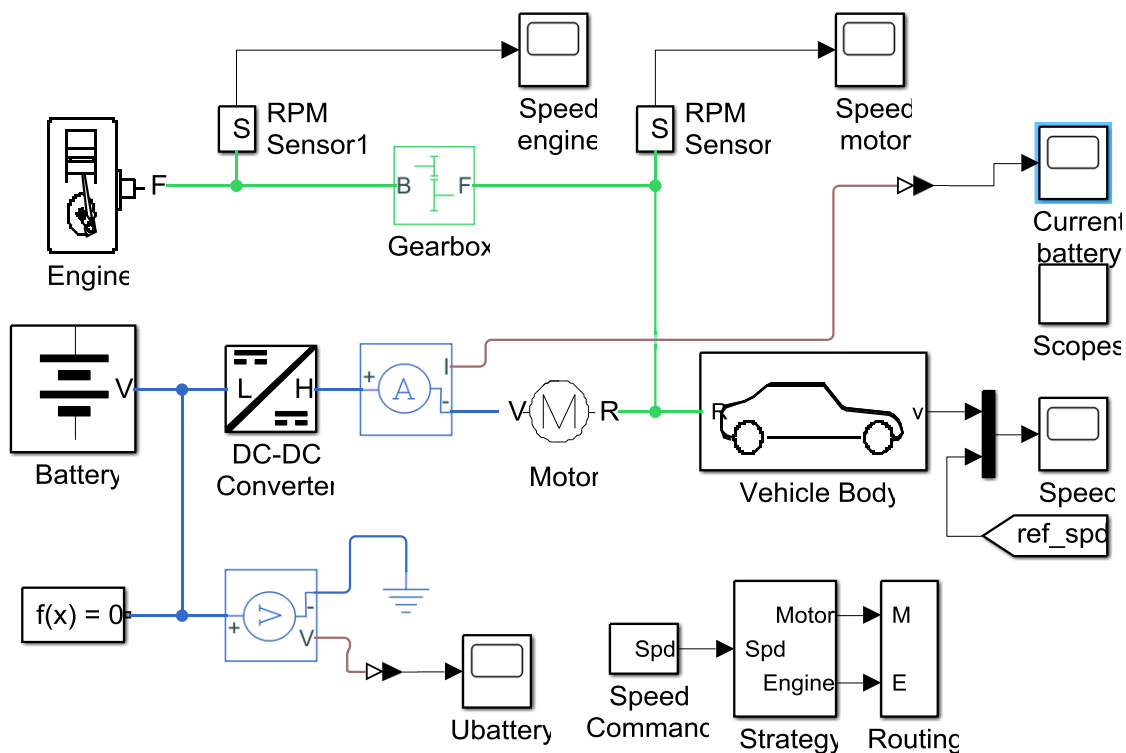 S
RPM
Sensor1
Speed
engine
S
RPM
Sensor
Speed
motor
F
Engine
B
F
Gearbox
Current
battery
Scopes
V
Battery
L
H
DC-DC
Converter
+
A
I
-
V
M
R
Motor
R
v
Vehicle Body
Speed
ref_spd
f(x) = 0
+
V
-
V
Ubattery
Spd
Speed
Command
Motor
Spd
Engine
Strategy
M
E
Routing